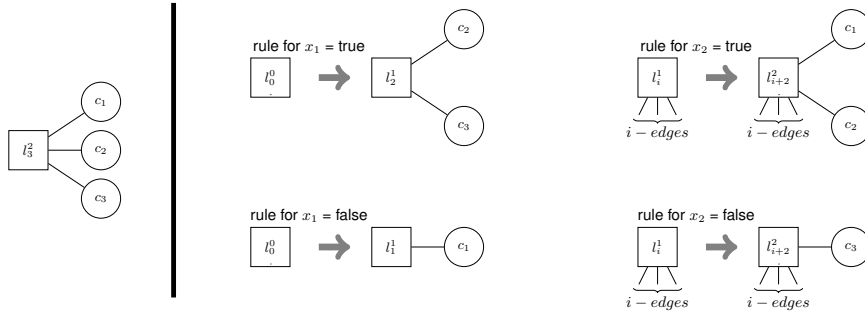 $l_3^2$
$c_1$
$c_2$
$c_3$
rule for $x_1$ = true
$l_0^0$
$l_2^1$
$c_2$
$c_3$
rule for $x_2$ = true
$l_i^1$
$i-edges$
$l_{i+2}^2$
$i-edges$
$c_1$
$c_2$
rule for $x_1$ = false
$l_0^0$
$l_1^1$
$c_1$
rule for $x_2$ = false
$l_i^1$
$i-edges$
$l_{i+2}^2$
$i-edges$
$c_3$